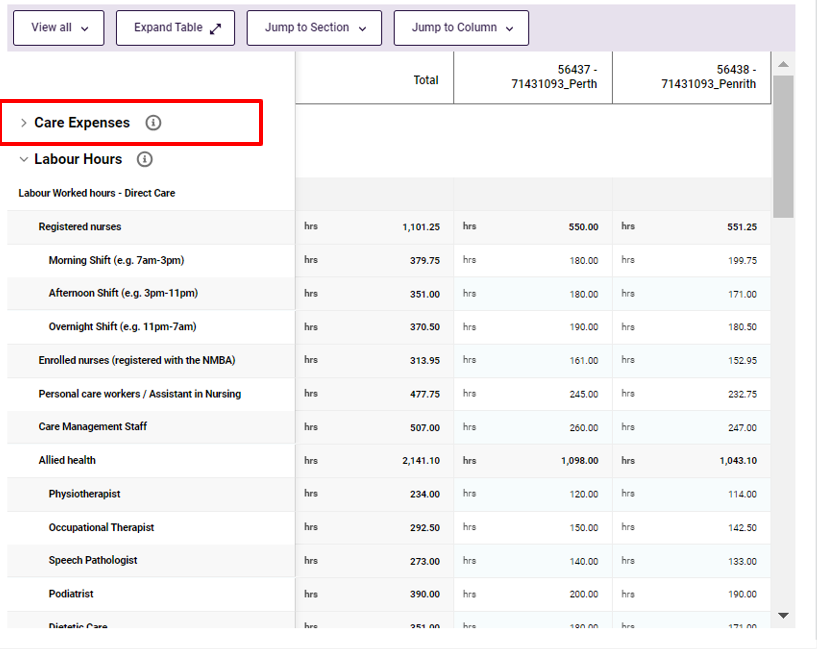 View all Expand Table Jump to Section Jump to Column
Total 56437 - 71431093_Perth 56438 - 71431093_Penrith
Care Expenses
Labour Hours
Labour Worked hours - Direct Care
Registered nurses hrs 1,101.25 hrs 550.00 hrs 551.25
Morning Shift (e.g. 7am-3pm) hrs 379.75 hrs 180.00 hrs 199.75
Afternoon Shift (e.g. 3pm-11pm) hrs 351.00 hrs 180.00 hrs 171.00
Overnight Shift (e.g. 11pm-7am) hrs 370.50 hrs 190.00 hrs 180.50
Enrolled nurses (registered with the NMBA) hrs 313.95 hrs 161.00 hrs 152.95
Personal care workers / Assistant in Nursing hrs 477.75 hrs 245.00 hrs 232.75
Care Management Staff hrs 507.00 hrs 260.00 hrs 247.00
Allied health hrs 2,141.10 hrs 1,098.00 hrs 1,043.10
Physiotherapist hrs 234.00 hrs 120.00 hrs 114.00
Occupational Therapist hrs 292.50 hrs 150.00 hrs 142.50
Speech Pathologist hrs 273.00 hrs 140.00 hrs 133.00
Podiatrist hrs 390.00 hrs 200.00 hrs 190.00
Dietetic Care hrs 351.00 hrs 180.00 hrs 171.00